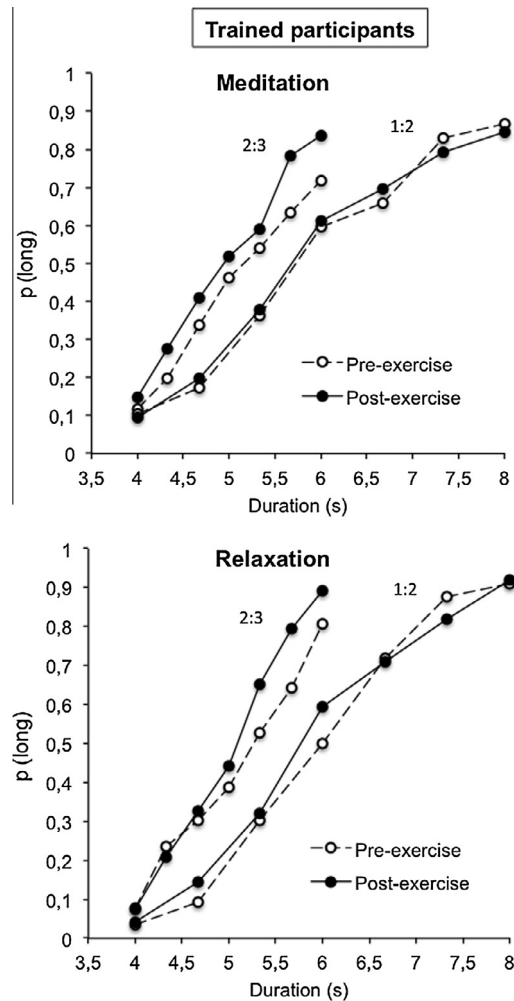 Trained participants
Meditation
1
0,9
0,8
0,7
0,6
0,5
0,4
0,3
0,2
0,1
0
p (long)
2:3
1:2
Pre-exercise
Post-exercise
3,5 4 4,5 5 5,5 6 6,5 7 7,5 8
Duration (s)
Relaxation
1
0,9
0,8
0,7
0,6
0,5
0,4
0,3
0,2
0,1
0
p (long)
2:3
1:2
Pre-exercise
Post-exercise
3,5 4 4,5 5 5,5 6 6,5 7 7,5 8
Duration (s)